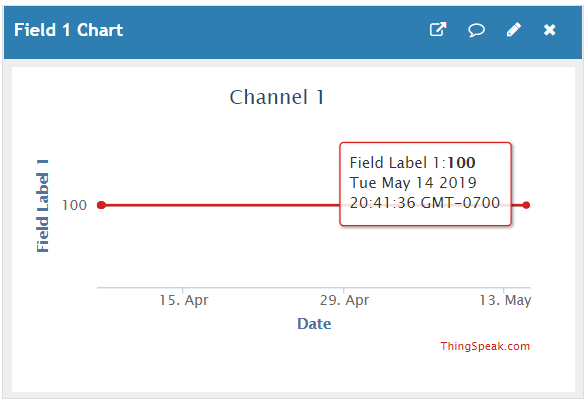 Field 1 Chart
Channel 1
Field Label 1
100
Field Label 1:100
Tue May 14 2019
20:41:36 GMT-0700
15. Apr
29. Apr
13. May
Date
ThingSpeak.com